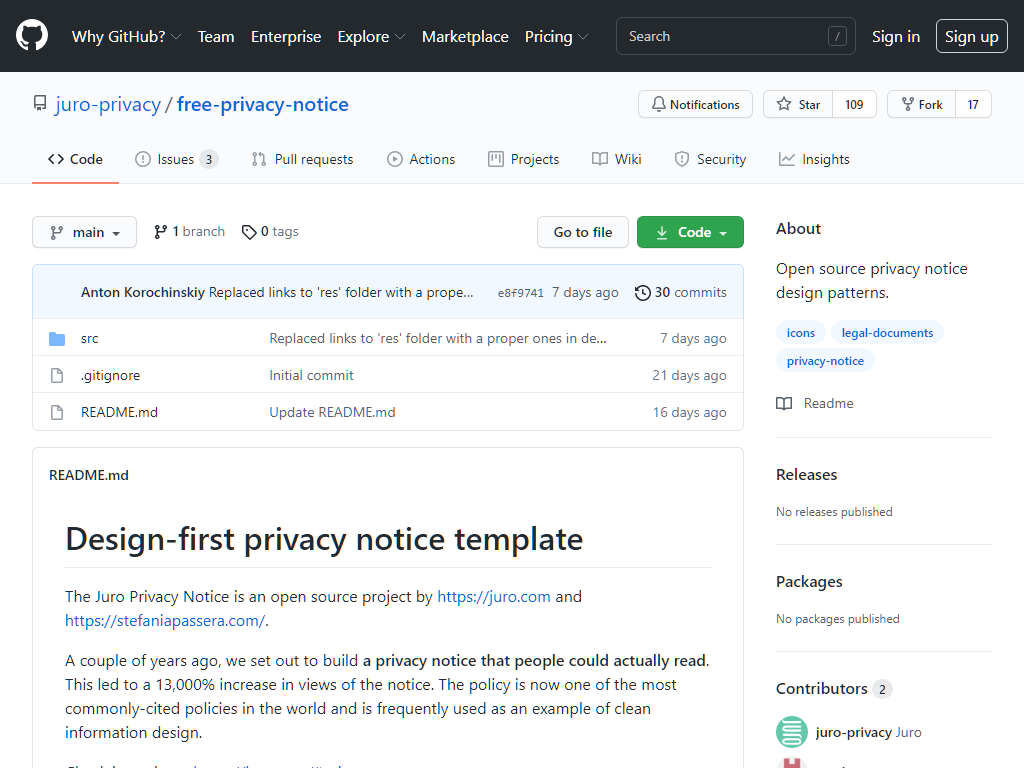 Why GitHub? Team Enterprise Explore Marketplace Pricing Search / Sign in Sign up
juro-privacy / free-privacy-notice Notifications Star 109 Fork 17
Code Issues 3 Pull requests Actions Projects Wiki Security Insights
main 1 branch 0 tags Go to file Code
Anton Korochinskiy Replaced links to 'res' folder with a prope... e8f9741 7 days ago 30 commits
src Replaced links to 'res' folder with a proper ones in de... 7 days ago
.gitignore Initial commit 21 days ago
README.md Update README.md 16 days ago
README.md
Design-first privacy notice template
The Juro Privacy Notice is an open source project by https://juro.com and
https://stefaniapassera.com/.
A couple of years ago, we set out to build a privacy notice that people could actually read.
This led to a 13,000% increase in views of the notice. The policy is now one of the most
commonly-cited policies in the world and is frequently used as an example of clean
information design.
About
Open source privacy notice
design patterns.
icons legal-documents
privacy-notice
Readme
Releases
No releases published
Packages
No packages published
Contributors 2
juro-privacy Juro